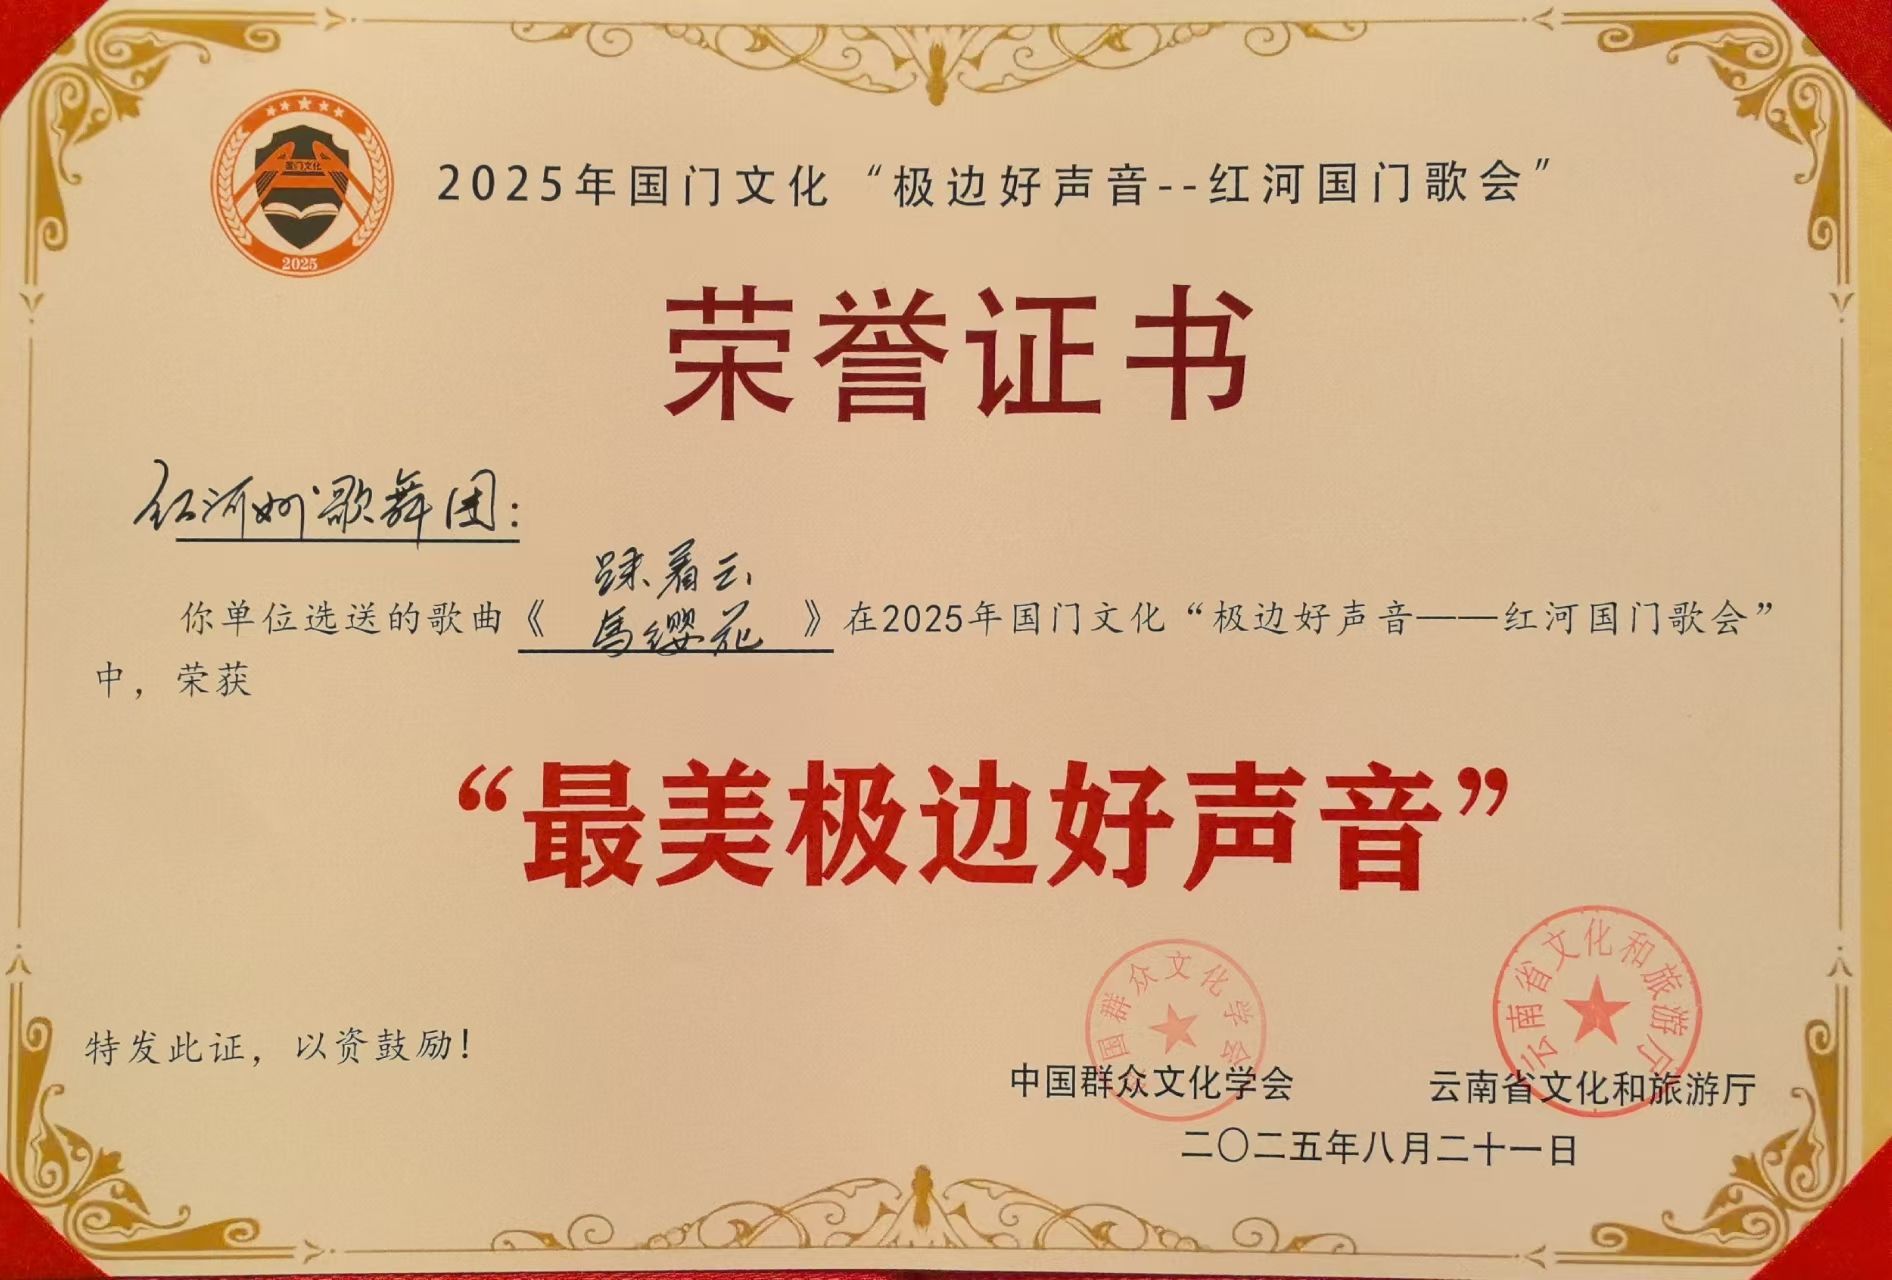 国门文化
2025
2025年国门文化“极边好声音--红河国门歌会”
荣誉证书
红河州歌舞团：
踩着云
你单位选送的歌曲《马缨花》在2025年国门文化“极边好声音——红河国门歌会”
中，荣获
“最美极边好声音”
特发此证，以资鼓励！
国群众文化学会
云南省文化和旅游厅
中国群众文化学会 云南省文化和旅游厅
二〇二五年八月二十一日